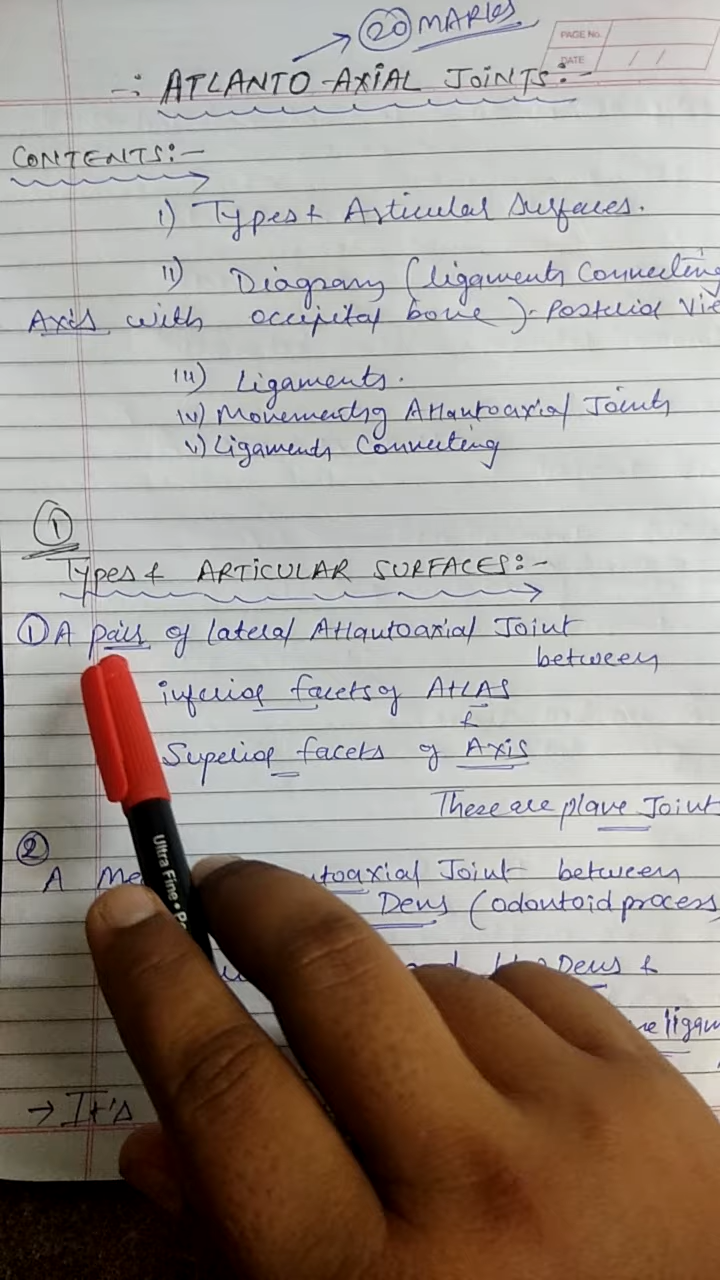 20 MARKS
PAGE No.
DATE / /
-: ATLANTO-AXIAL JOINTS:-
CONTENTS:-
i) Types & Articular Surfaces.
ii) Diagram (ligaments Connecting
Axis with occipital bone)-Posterior Vie
iii) Ligaments.
iv) Movements of Atlantoaxial Joints
v) Ligaments Connecting
①
Types & ARTICULAR SURFACES:-
① A pair of lateral Atlantoaxial Joint
between
inferior facets of ATLAS
&
Superior facets of Axis
These are plane Joint
②
A Me toaxial Joint between
Dens (odontoid process
Dens &
ligam
→ It's
Ultra Fine • P